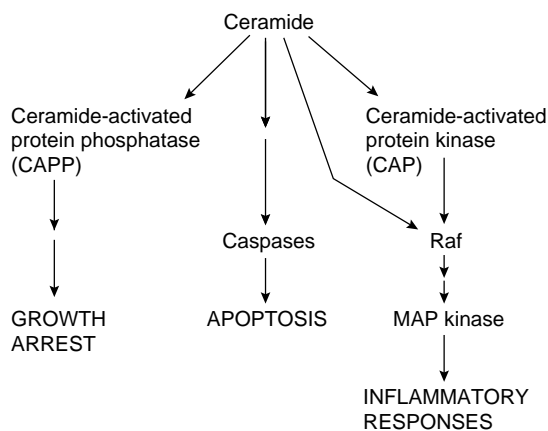 Ceramide
Ceramide-activated
protein phosphatase
(CAPP)
Ceramide-activated
protein kinase
(CAP)
Caspases
Raf
GROWTH
ARREST
APOPTOSIS
MAP kinase
INFLAMMATORY
RESPONSES